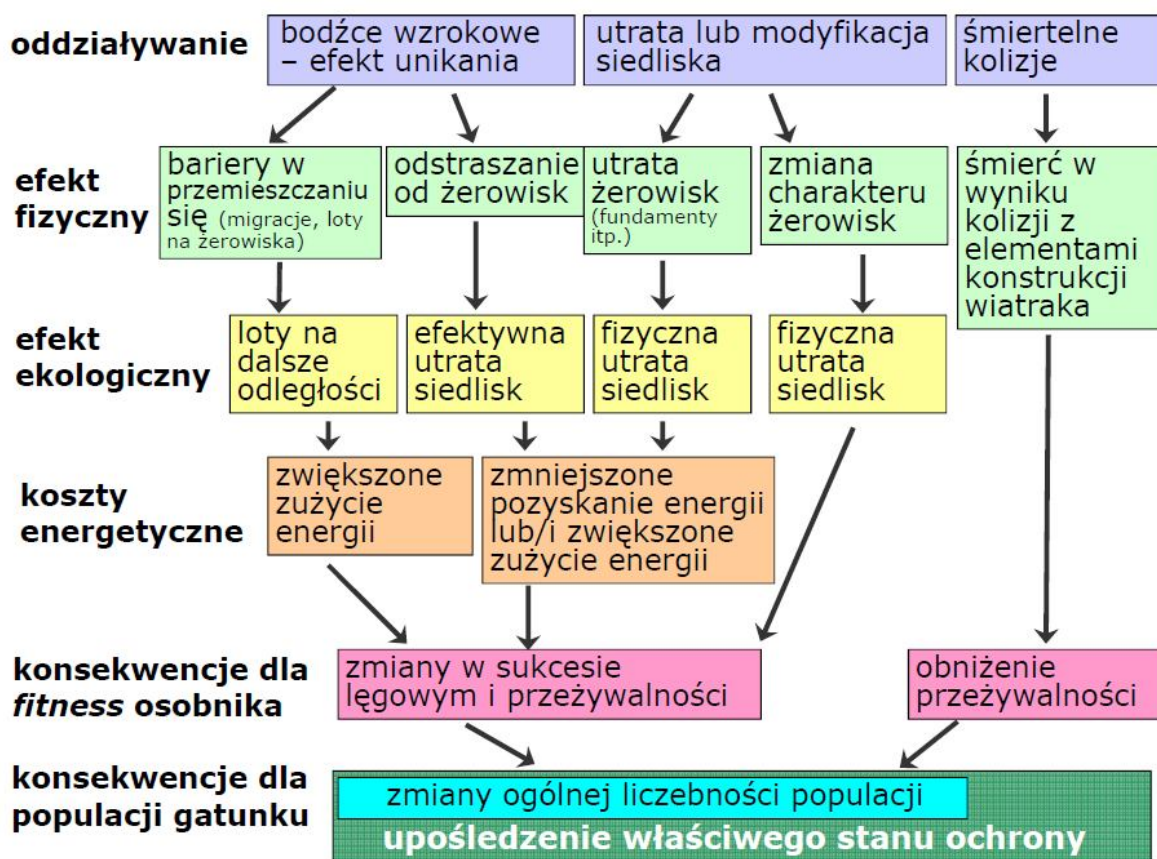 oddziaływanie
bodźce wzrokowe
– efekt unikania
utrata lub modyfikacja
siedliska
śmiertelne
kolizje
efekt
fizyczny
bariery w
przemieszczaniu
się (migracje, loty
na żerowiska)
odstraszanie
od żerowisk
utrata
żerowisk
(fundamenty
itp.)
zmiana
charakteru
żerowisk
śmierć w
wyniku
kolizji z
elementami
konstrukcji
wiatraka
efekt
ekologiczny
loty na
dalsze
odległości
efektywna
utrata
siedlisk
fizyczna
utrata
siedlisk
fizyczna
utrata
siedlisk
koszty
energetyczne
zwiększone
zużycie
energii
zmniejszone
pozyskanie energii
lub/i zwiększone
zużycie energii
konsekwencje dla
fitness osobnika
zmiany w sukcesie
lęgowym i przeżywalności
obniżenie
przeżywalności
konsekwencje dla
populacji gatunku
zmiany ogólnej liczebności populacji
upośledzenie właściwego stanu ochrony